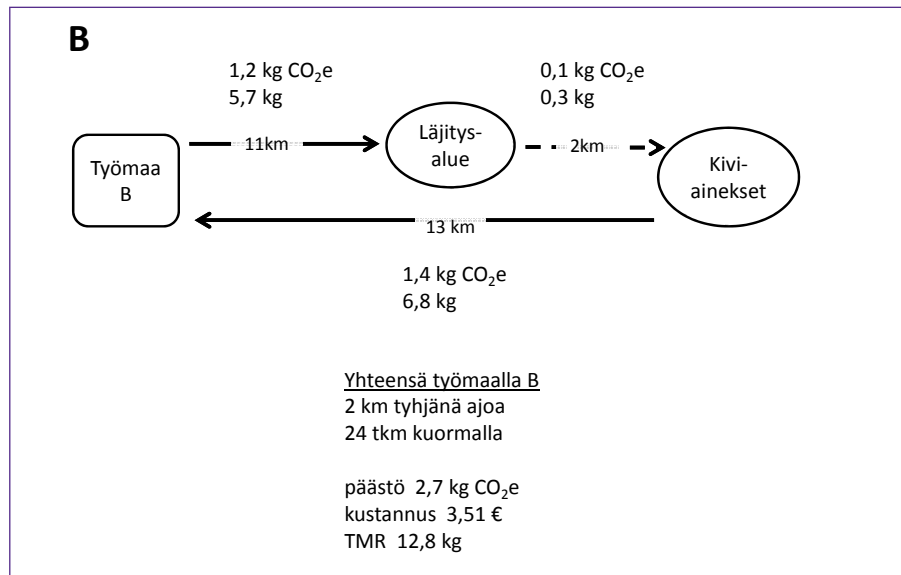 B
1,2 kg CO₂e
5,7 kg
0,1 kg CO₂e
0,3 kg
11km
Läjitys-
alue
2km
Työmaa
B
Kivi-
ainekset
13 km
1,4 kg CO₂e
6,8 kg
Yhteensä työmaalla B
2 km tyhjänä ajoa
24 tkm kuormalla
päästö 2,7 kg CO₂e
kustannus 3,51 €
TMR 12,8 kg